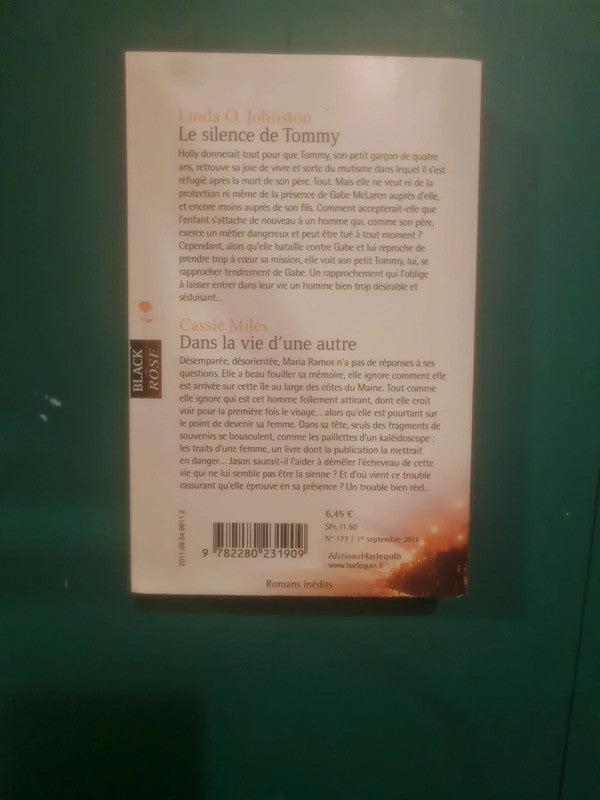 Linda O. Johnston
Le silence de Tommy
Holly donnerait tout pour que Tommy, son petit garçon de quatre
ans, retrouve sa joie de vivre et sorte du mutisme dans lequel il s'est
réfugié après la mort de son père. Tout. Mais elle ne veut ni de la
protection ni même de la présence de Gabe McLaren auprès d'elle,
et encore moins auprès de son fils. Comment accepterait-elle que
l'enfant s'attache de nouveau à un homme qui, comme son père,
exerce un métier dangereux et peut être tué à tout moment ?
Cependant, alors qu'elle bataille contre Gabe et lui reproche de
prendre trop à cœur sa mission, elle voit son petit Tommy, lui, se
rapprocher tendrement de Gabe. Un rapprochement qui l'oblige
à laisser entrer dans leur vie un homme bien trop désirable et
séduisant...
Cassie Miles
Dans la vie d'une autre
Désemparée, désorientée, Maria Ramos n'a pas de réponses à ses
questions. Elle a beau fouiller sa mémoire, elle ignore comment elle
est arrivée sur cette île au large des côtes du Maine. Tout comme
elle ignore qui est cet homme follement attirant, dont elle croit
voir pour la première fois le visage... alors qu'elle est pourtant sur
le point de devenir sa femme. Dans sa tête, seuls des fragments de
souvenirs se bousculent, comme les paillettes d'un kaléidoscope :
les traits d'une femme, un livre dont la publication la mettrait
en danger... Jason saurait-il l'aider à démêler l'écheveau de cette
vie qui ne lui semble pas être la sienne ? Et d'où vient ce trouble
rassurant qu'elle éprouve en sa présence ? Un trouble bien réel...
BLACK
ROSE
2011.09.54.9611.2
9 782280 231909
6,45 €
SFr. 11.50
N° 177 / 1er septembre 2011
éditionsHarlequin
www.harlequin.fr
Romans inédits